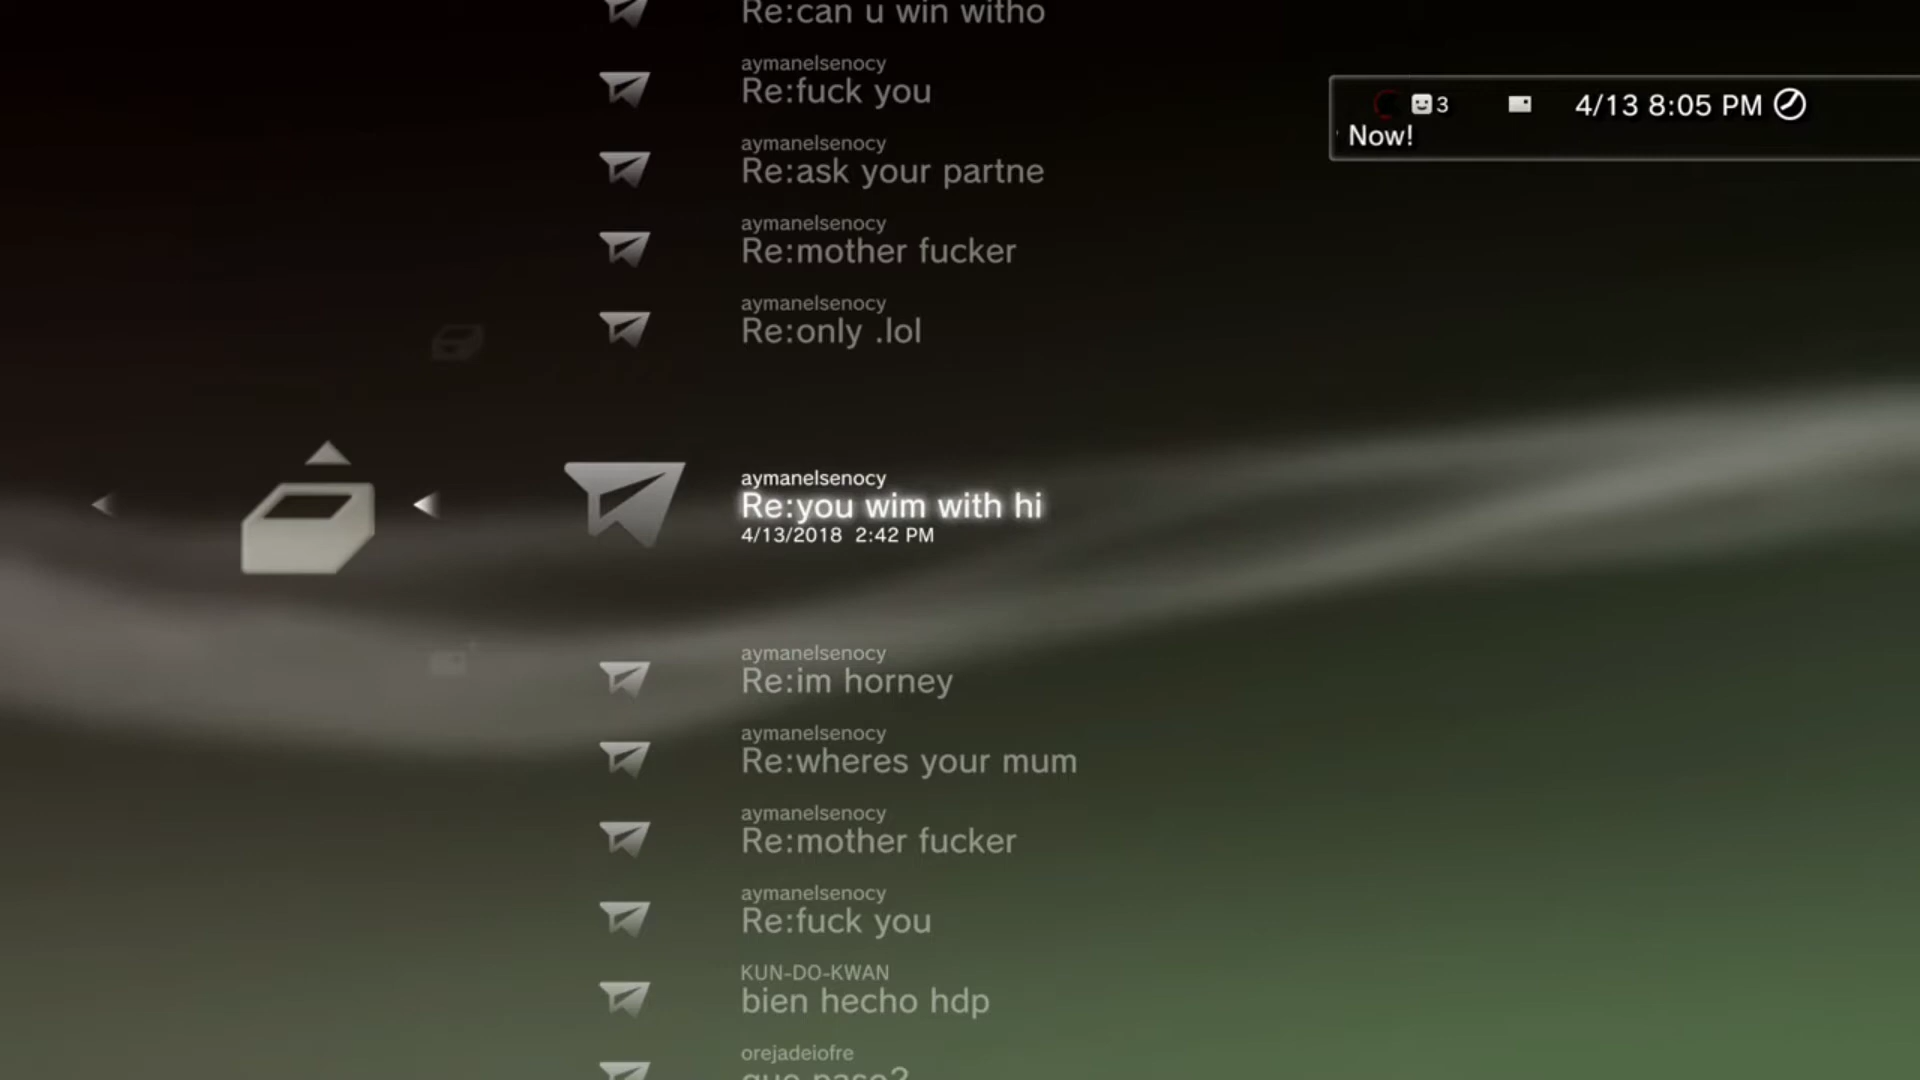 Re:can u win witho
aymanelsenocy
Re:fuck you
aymanelsenocy
Re:ask your partne
aymanelsenocy
Re:mother fucker
aymanelsenocy
Re:only .lol
3
4/13 8:05 PM
Now!
aymanelsenocy
Re:you wim with hi
4/13/2018 2:42 PM
aymanelsenocy
Re:im horney
aymanelsenocy
Re:wheres your mum
aymanelsenocy
Re:mother fucker
aymanelsenocy
Re:fuck you
KUN-DO-KWAN
bien hecho hdp
orejadeiofre
que paso?